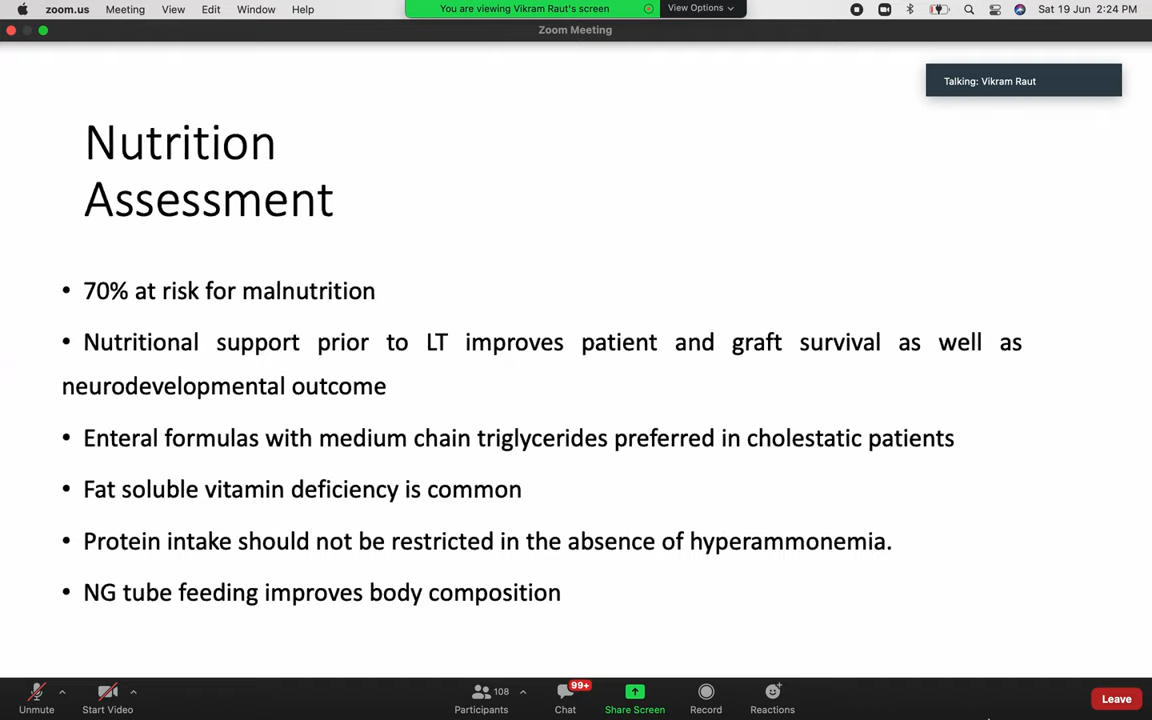 zoom.us Meeting View Edit Window Help You are viewing Vikram Raut's screen View Options Sat 19 Jun 2:24 PM
Zoom Meeting
Talking: Vikram Raut
Nutrition
Assessment
• 70% at risk for malnutrition
• Nutritional support prior to LT improves patient and graft survival as well as
neurodevelopmental outcome
• Enteral formulas with medium chain triglycerides preferred in cholestatic patients
• Fat soluble vitamin deficiency is common
• Protein intake should not be restricted in the absence of hyperammonemia.
• NG tube feeding improves body composition
108 99+
Unmute Start Video Participants Chat Share Screen Record Reactions Leave